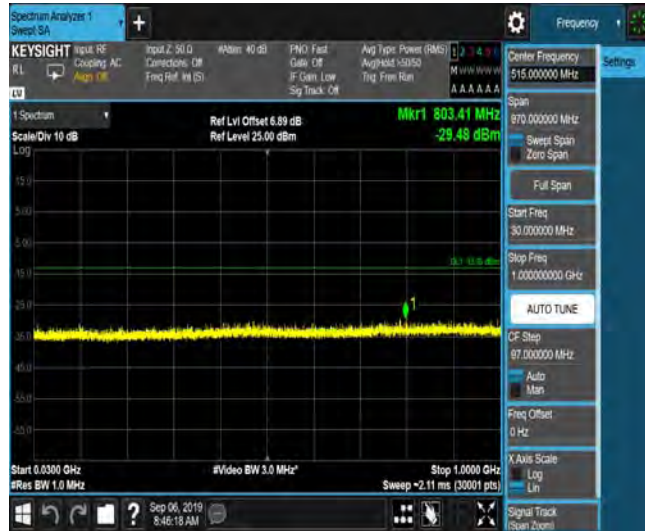 Spectrum Analyzer 1
Swept SA
+
Frequency
KEYSIGHT
RL
LV
Input: RF
Coupling: AC
Align: Off
Input Z: 50 Ω
Corrections: Off
Freq Ref: Int (S)
#Atten: 40 dB
PNO: Fast
Gate: Off
IF Gain: Low
Sig Track: Off
Avg Type: Power (RMS)
Avg|Hold: >50/50
Trig: Free Run
1 2 3 4 5 6
M W W W W W
A A A A A A
1 Spectrum
Scale/Div 10 dB
Log
Ref Lvl Offset 6.89 dB
Ref Level 25.00 dBm
Mkr1 803.41 MHz
-29.48 dBm
15.0
5.00
-5.00
-15.0
-25.0
-35.0
-45.0
-55.0
1
Start 0.0300 GHz
#Res BW 1.0 MHz
#Video BW 3.0 MHz*
Stop 1.0000 GHz
Sweep ~2.11 ms (30001 pts)
Center Frequency
515.000000 MHz
Settings
Span
970.000000 MHz
Swept Span
Zero Span
Full Span
Start Freq
30.000000 MHz
Stop Freq
1.000000000 GHz
AUTO TUNE
CF Step
97.000000 MHz
Auto
Man
Freq Offset
0 Hz
X Axis Scale
Log
Lin
Signal Track
(Span Zoom)
?
Sep 06, 2019
8:46:18 AM